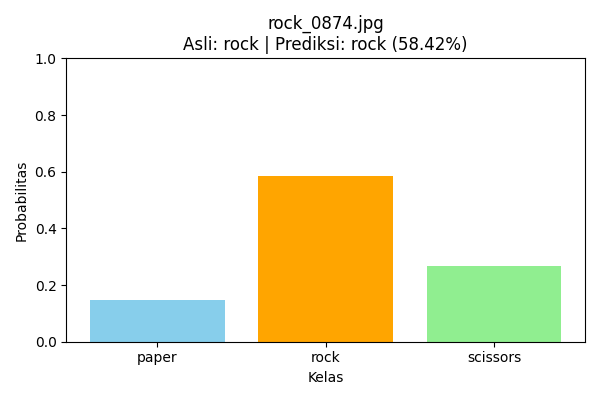 rock_0874.jpg
Asli: rock | Prediksi: rock (58.42%)
1.0
0.8
0.6
0.4
0.2
0.0
Probabilitas
paper rock scissors
Kelas